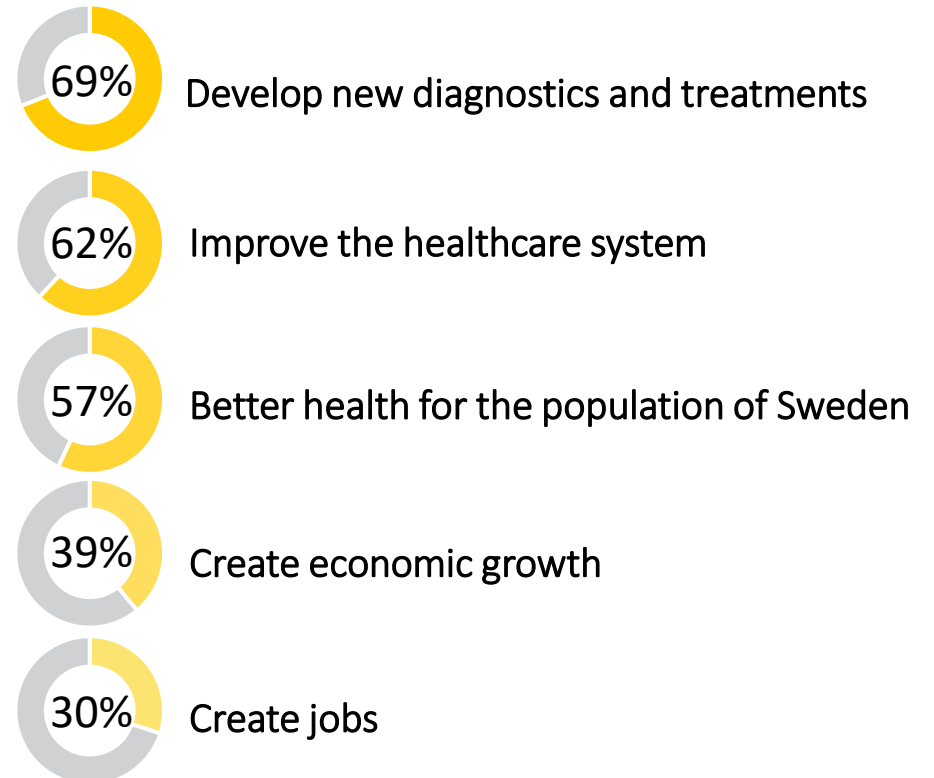 69% Develop new diagnostics and treatments
62% Improve the healthcare system
57% Better health for the population of Sweden
39% Create economic growth
30% Create jobs